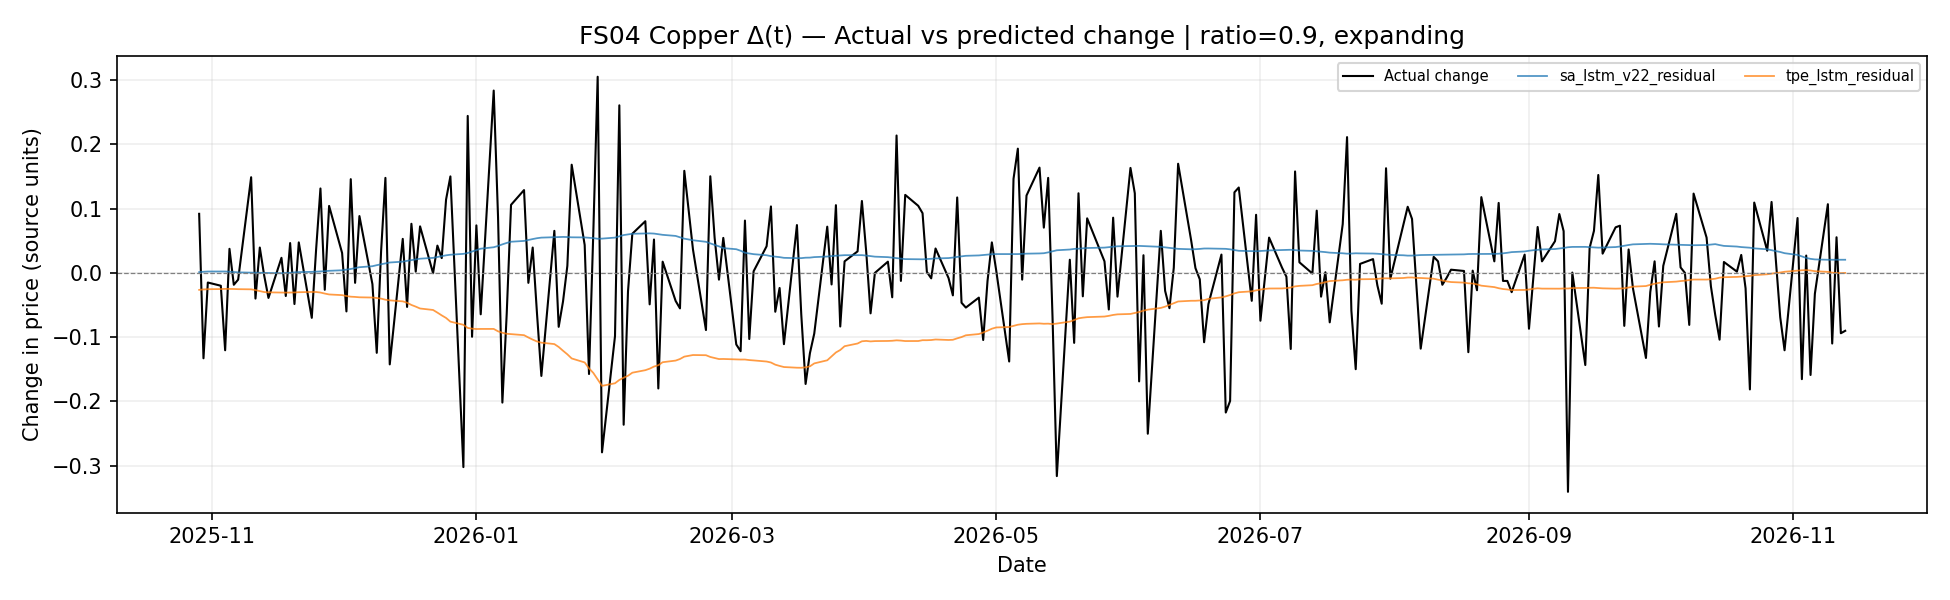 FS04 Copper Δ(t) — Actual vs predicted change | ratio=0.9, expanding
Actual change
sa_lstm_v22_residual
tpe_lstm_residual
Change in price (source units)
0.3
0.2
0.1
0.0
−0.1
−0.2
−0.3
2025-11
2026-01
2026-03
2026-05
2026-07
2026-09
2026-11
Date